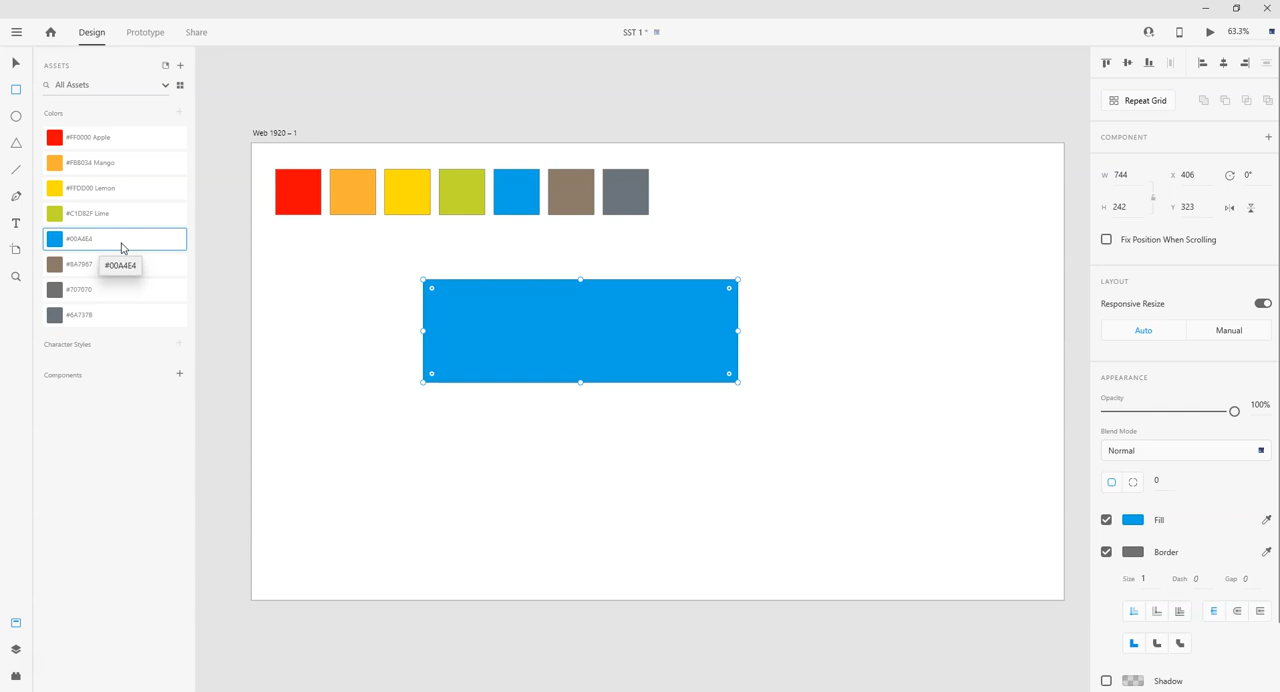 Design Prototype Share SST 1 * 63.3%
ASSETS
All Assets
Colors
#FF0000 Apple
#FBB034 Mango
#FFDD00 Lemon
#C1D82F Lime
#00A4E4
#8A7967
#00A4E4
#707070
#6A737B
Character Styles
Components
Web 1920 – 1
Repeat Grid
COMPONENT
W 744 X 406 0°
H 242 Y 323
Fix Position When Scrolling
LAYOUT
Responsive Resize
Auto Manual
APPEARANCE
Opacity
100%
Blend Mode
Normal
0
Fill
Border
Size 1 Dash 0 Gap 0
Shadow